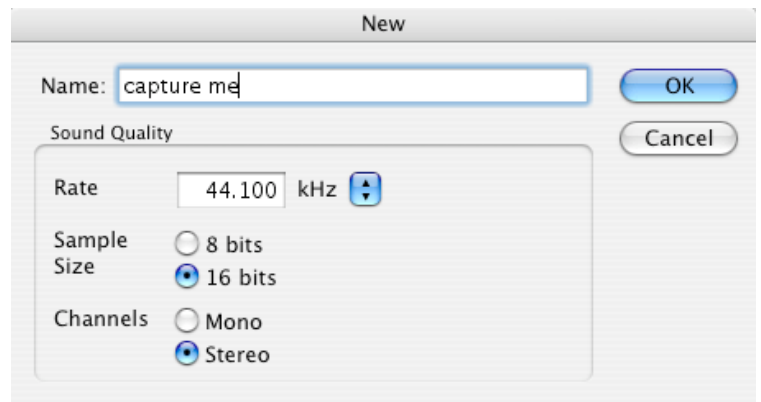 New
Name: capture me
OK
Sound Quality
Cancel
Rate 44.100 kHz
Sample Size
8 bits
16 bits
Channels
Mono
Stereo